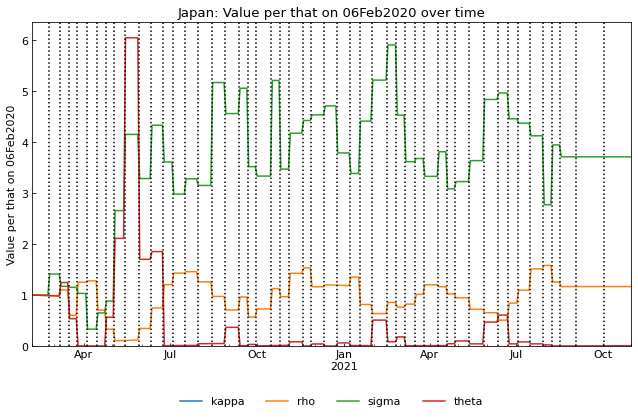 Japan: Value per that on 06Feb2020 over time
Value per that on 06Feb2020
6
5
4
3
2
1
0
Apr Jul Oct Jan Apr Jul Oct
2021
kappa rho sigma theta